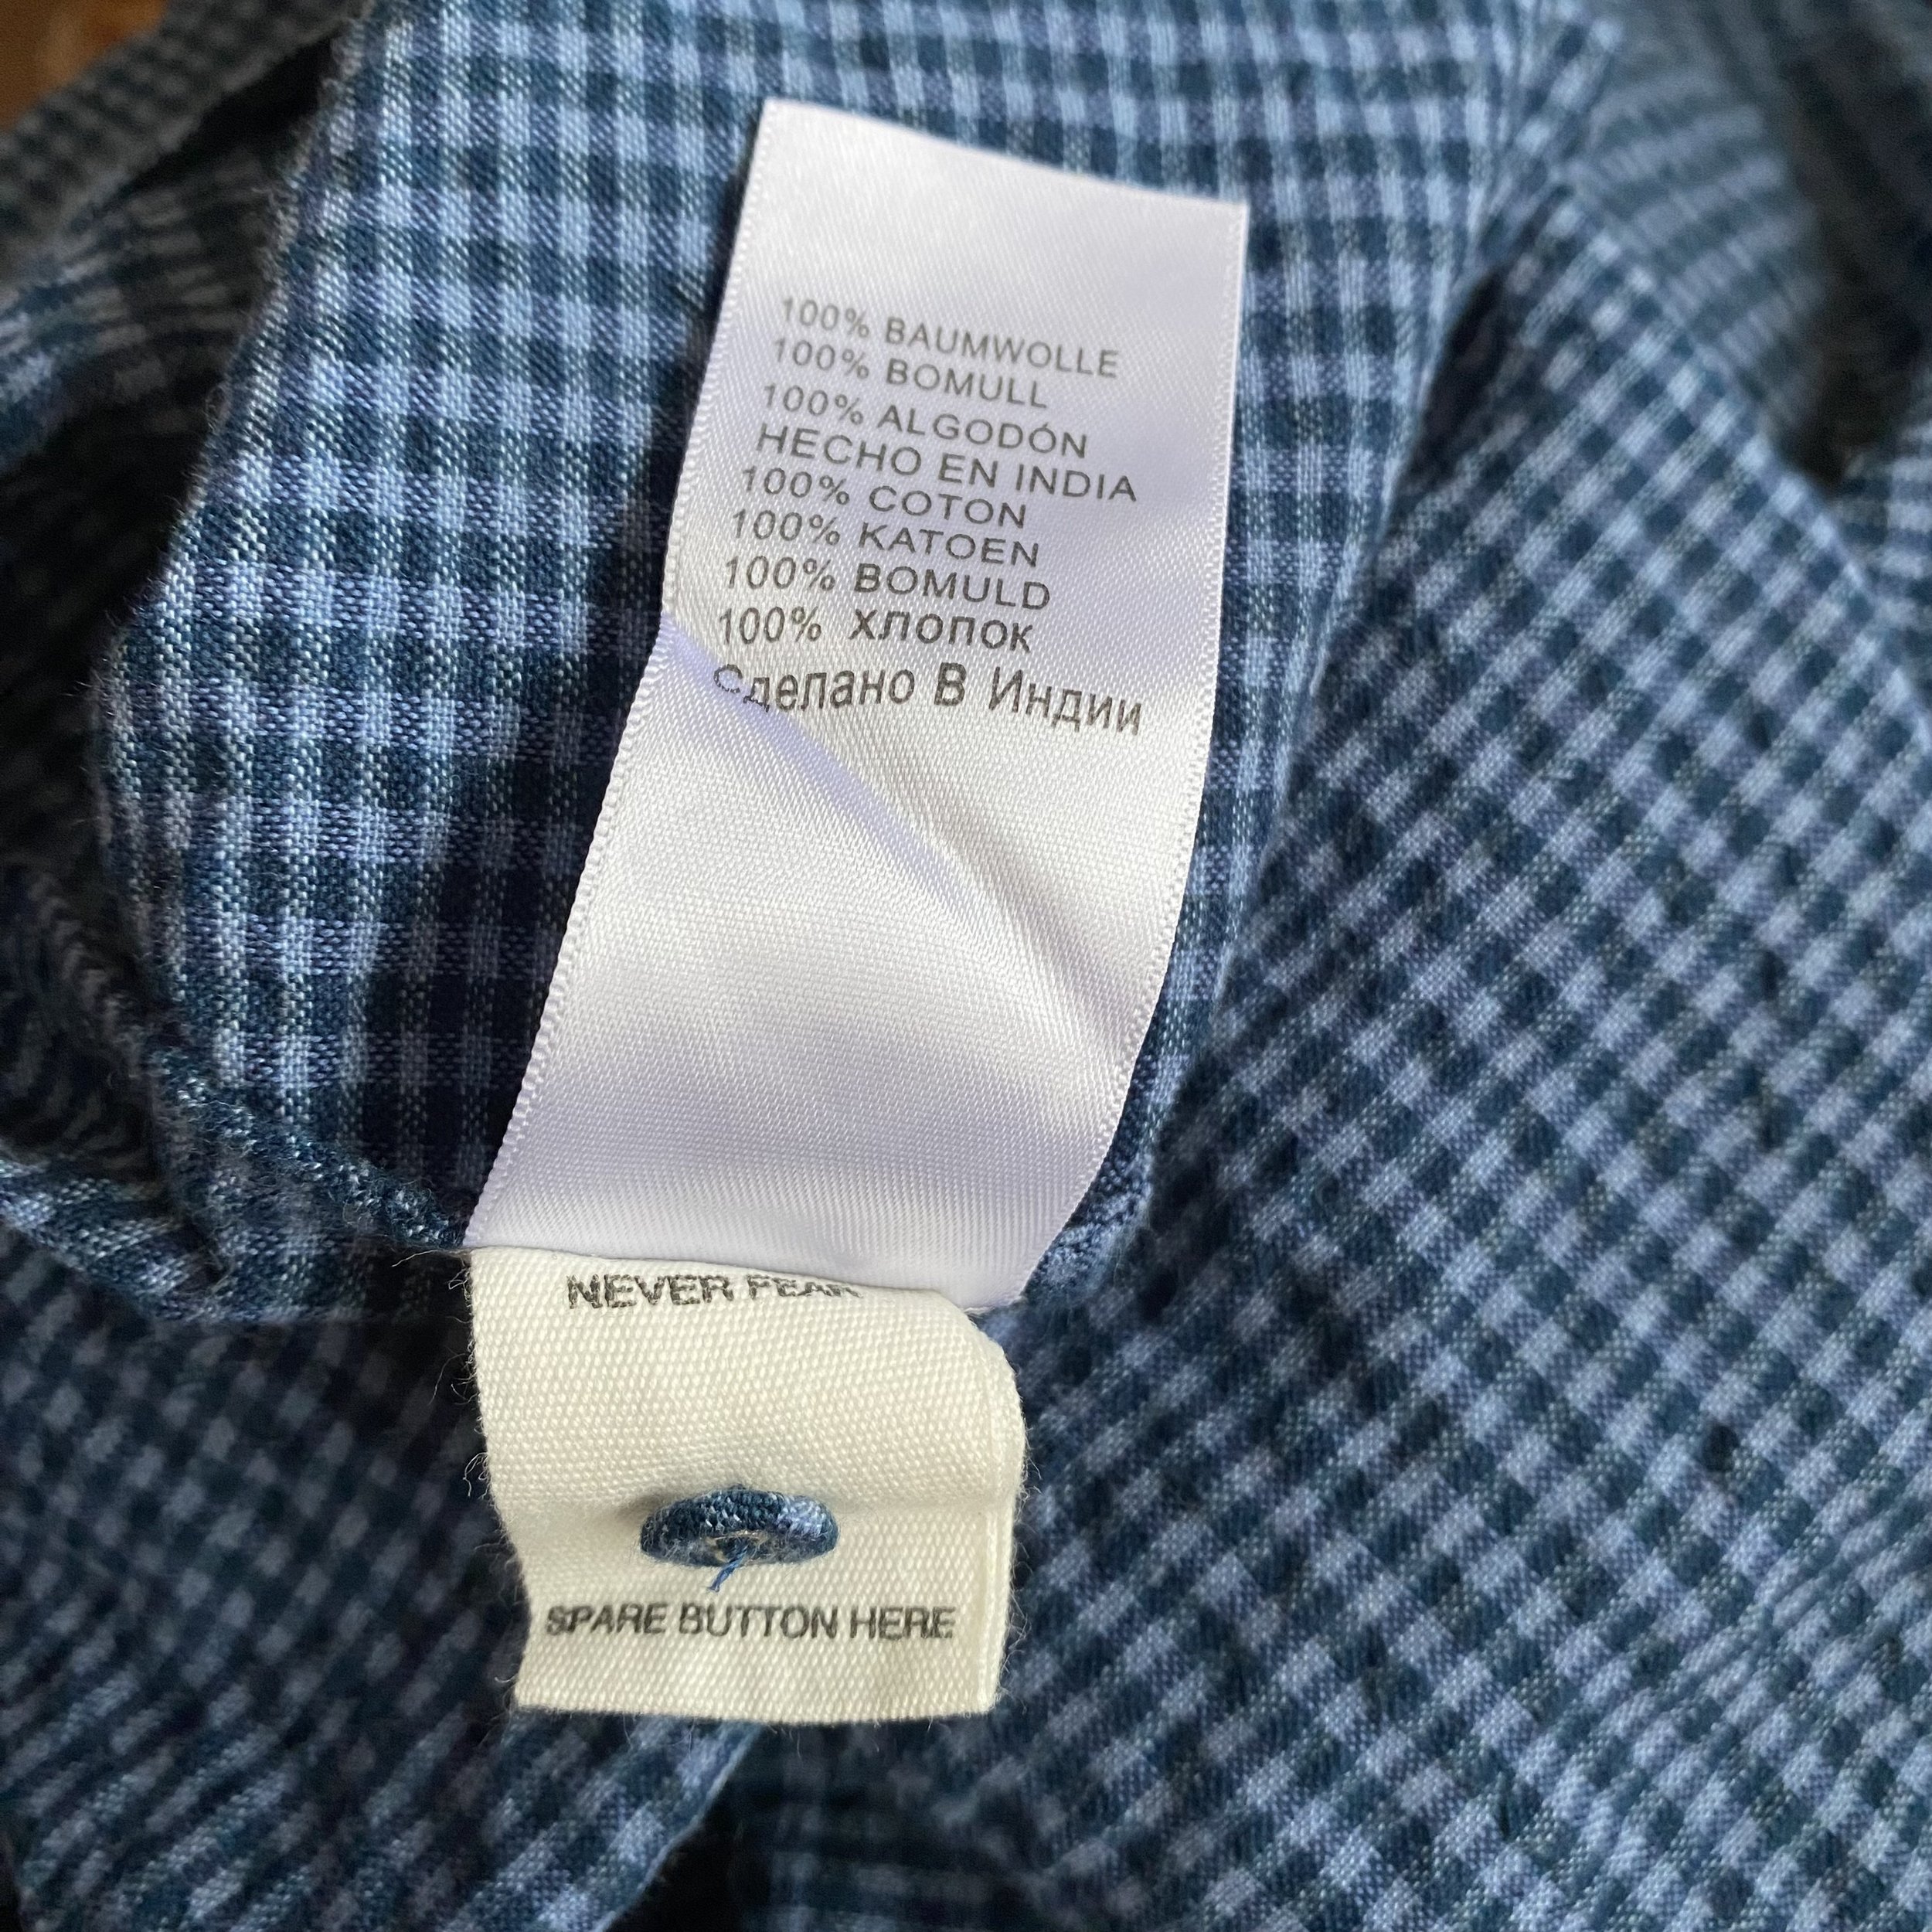 100% BAUMWOLLE
100% BOMULL
100% ALGODÓN
HECHO EN INDIA
100% COTON
100% KATOEN
100% BOMULD
100% ХЛОПОК
Сделано В Индии
NEVER FEAR
SPARE BUTTON HERE